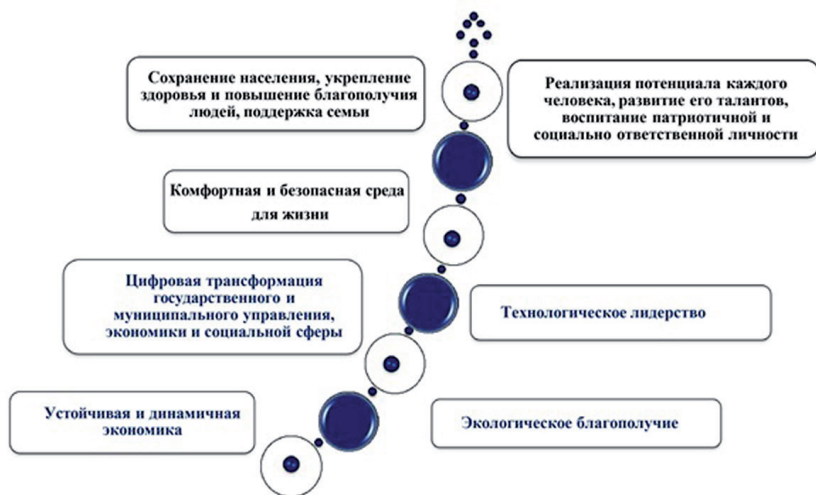 Сохранение населения, укрепление
здоровья и повышение благополучия
людей, поддержка семьи
Реализация потенциала каждого
человека, развитие его талантов,
воспитание патриотичной и
социально ответственной личности
Комфортная и безопасная среда
для жизни
Цифровая трансформация
государственного и
муниципального управления,
экономики и социальной сферы
Технологическое лидерство
Устойчивая и динамичная
экономика
Экологическое благополучие